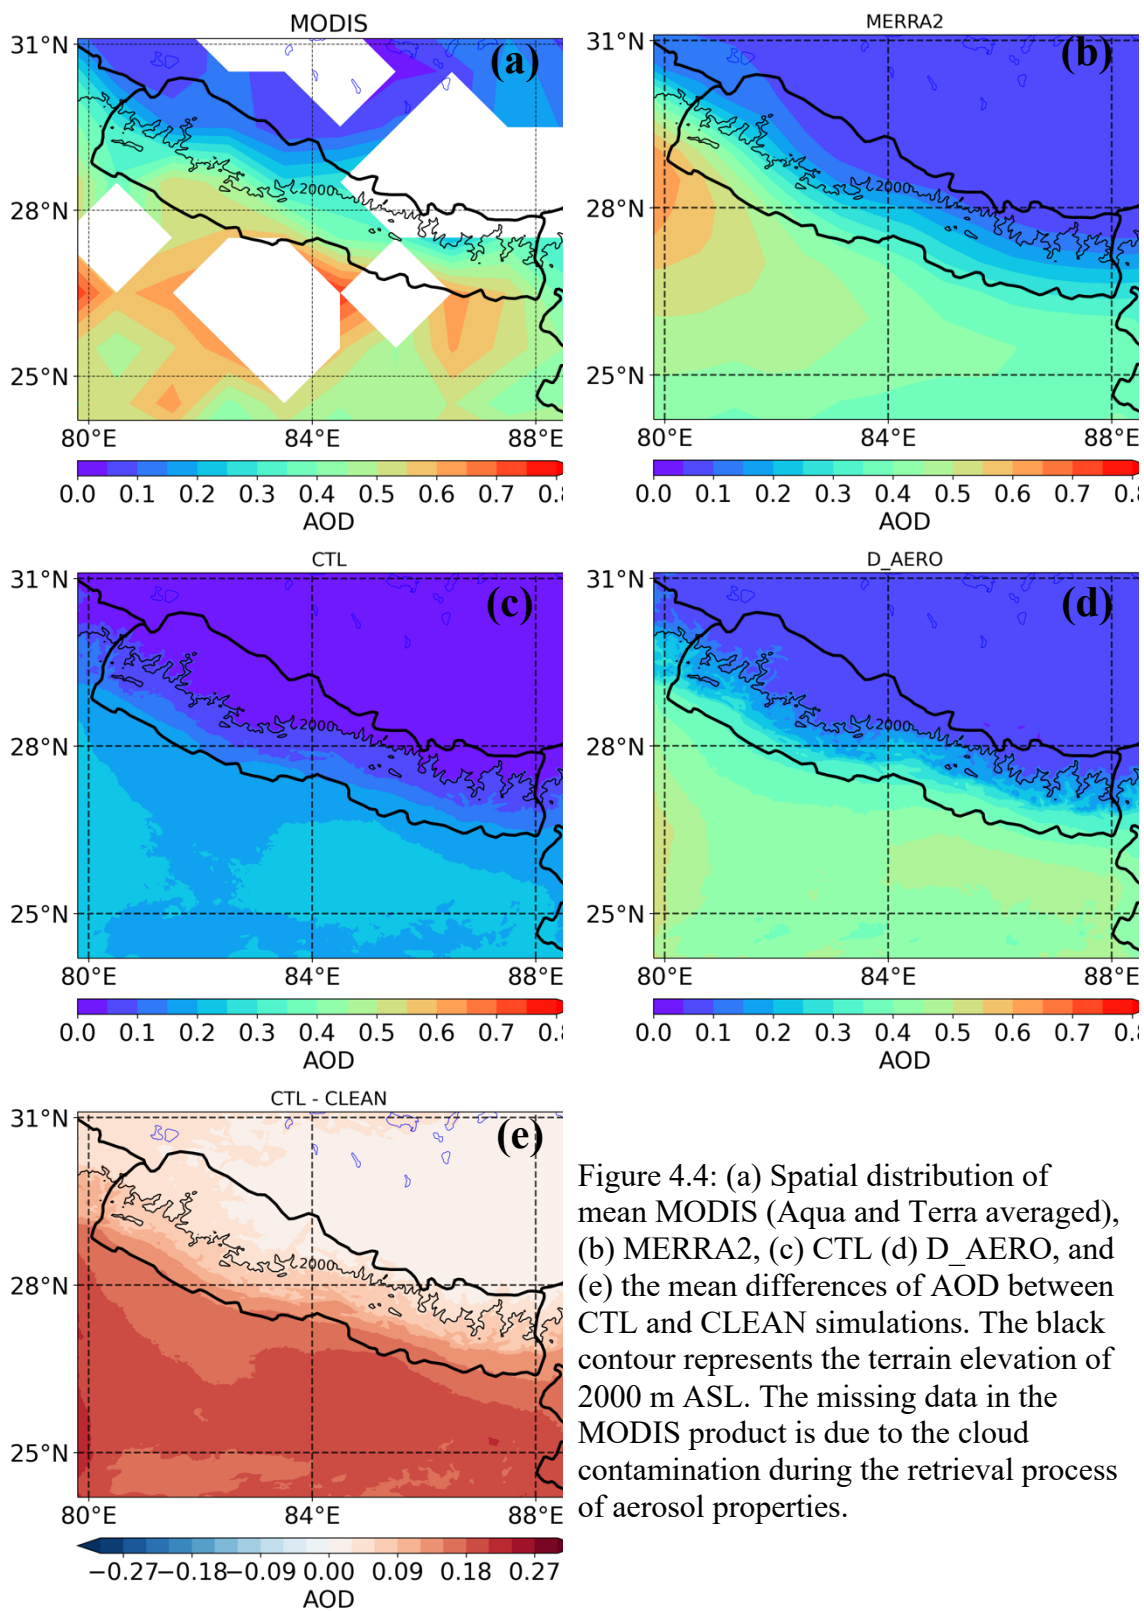 MODIS
(a)
31°N
28°N
25°N
2000
80°E 84°E 88°E
0.0 0.1 0.2 0.3 0.4 0.5 0.6 0.7 0.8
AOD
MERRA2
(b)
31°N
28°N
25°N
2000
80°E 84°E 88°E
0.0 0.1 0.2 0.3 0.4 0.5 0.6 0.7 0.8
AOD
CTL
(c)
31°N
28°N
25°N
2000
80°E 84°E 88°E
0.0 0.1 0.2 0.3 0.4 0.5 0.6 0.7 0.8
AOD
D_AERO
(d)
31°N
28°N
25°N
2000
80°E 84°E 88°E
0.0 0.1 0.2 0.3 0.4 0.5 0.6 0.7 0.8
AOD
CTL - CLEAN
(e)
31°N
28°N
25°N
2000
80°E 84°E 88°E
−0.27 −0.18 −0.09 0.00 0.09 0.18 0.27
AOD
Figure 4.4: (a) Spatial distribution of
mean MODIS (Aqua and Terra averaged),
(b) MERRA2, (c) CTL (d) D_AERO, and
(e) the mean differences of AOD between
CTL and CLEAN simulations. The black
contour represents the terrain elevation of
2000 m ASL. The missing data in the
MODIS product is due to the cloud
contamination during the retrieval process
of aerosol properties.